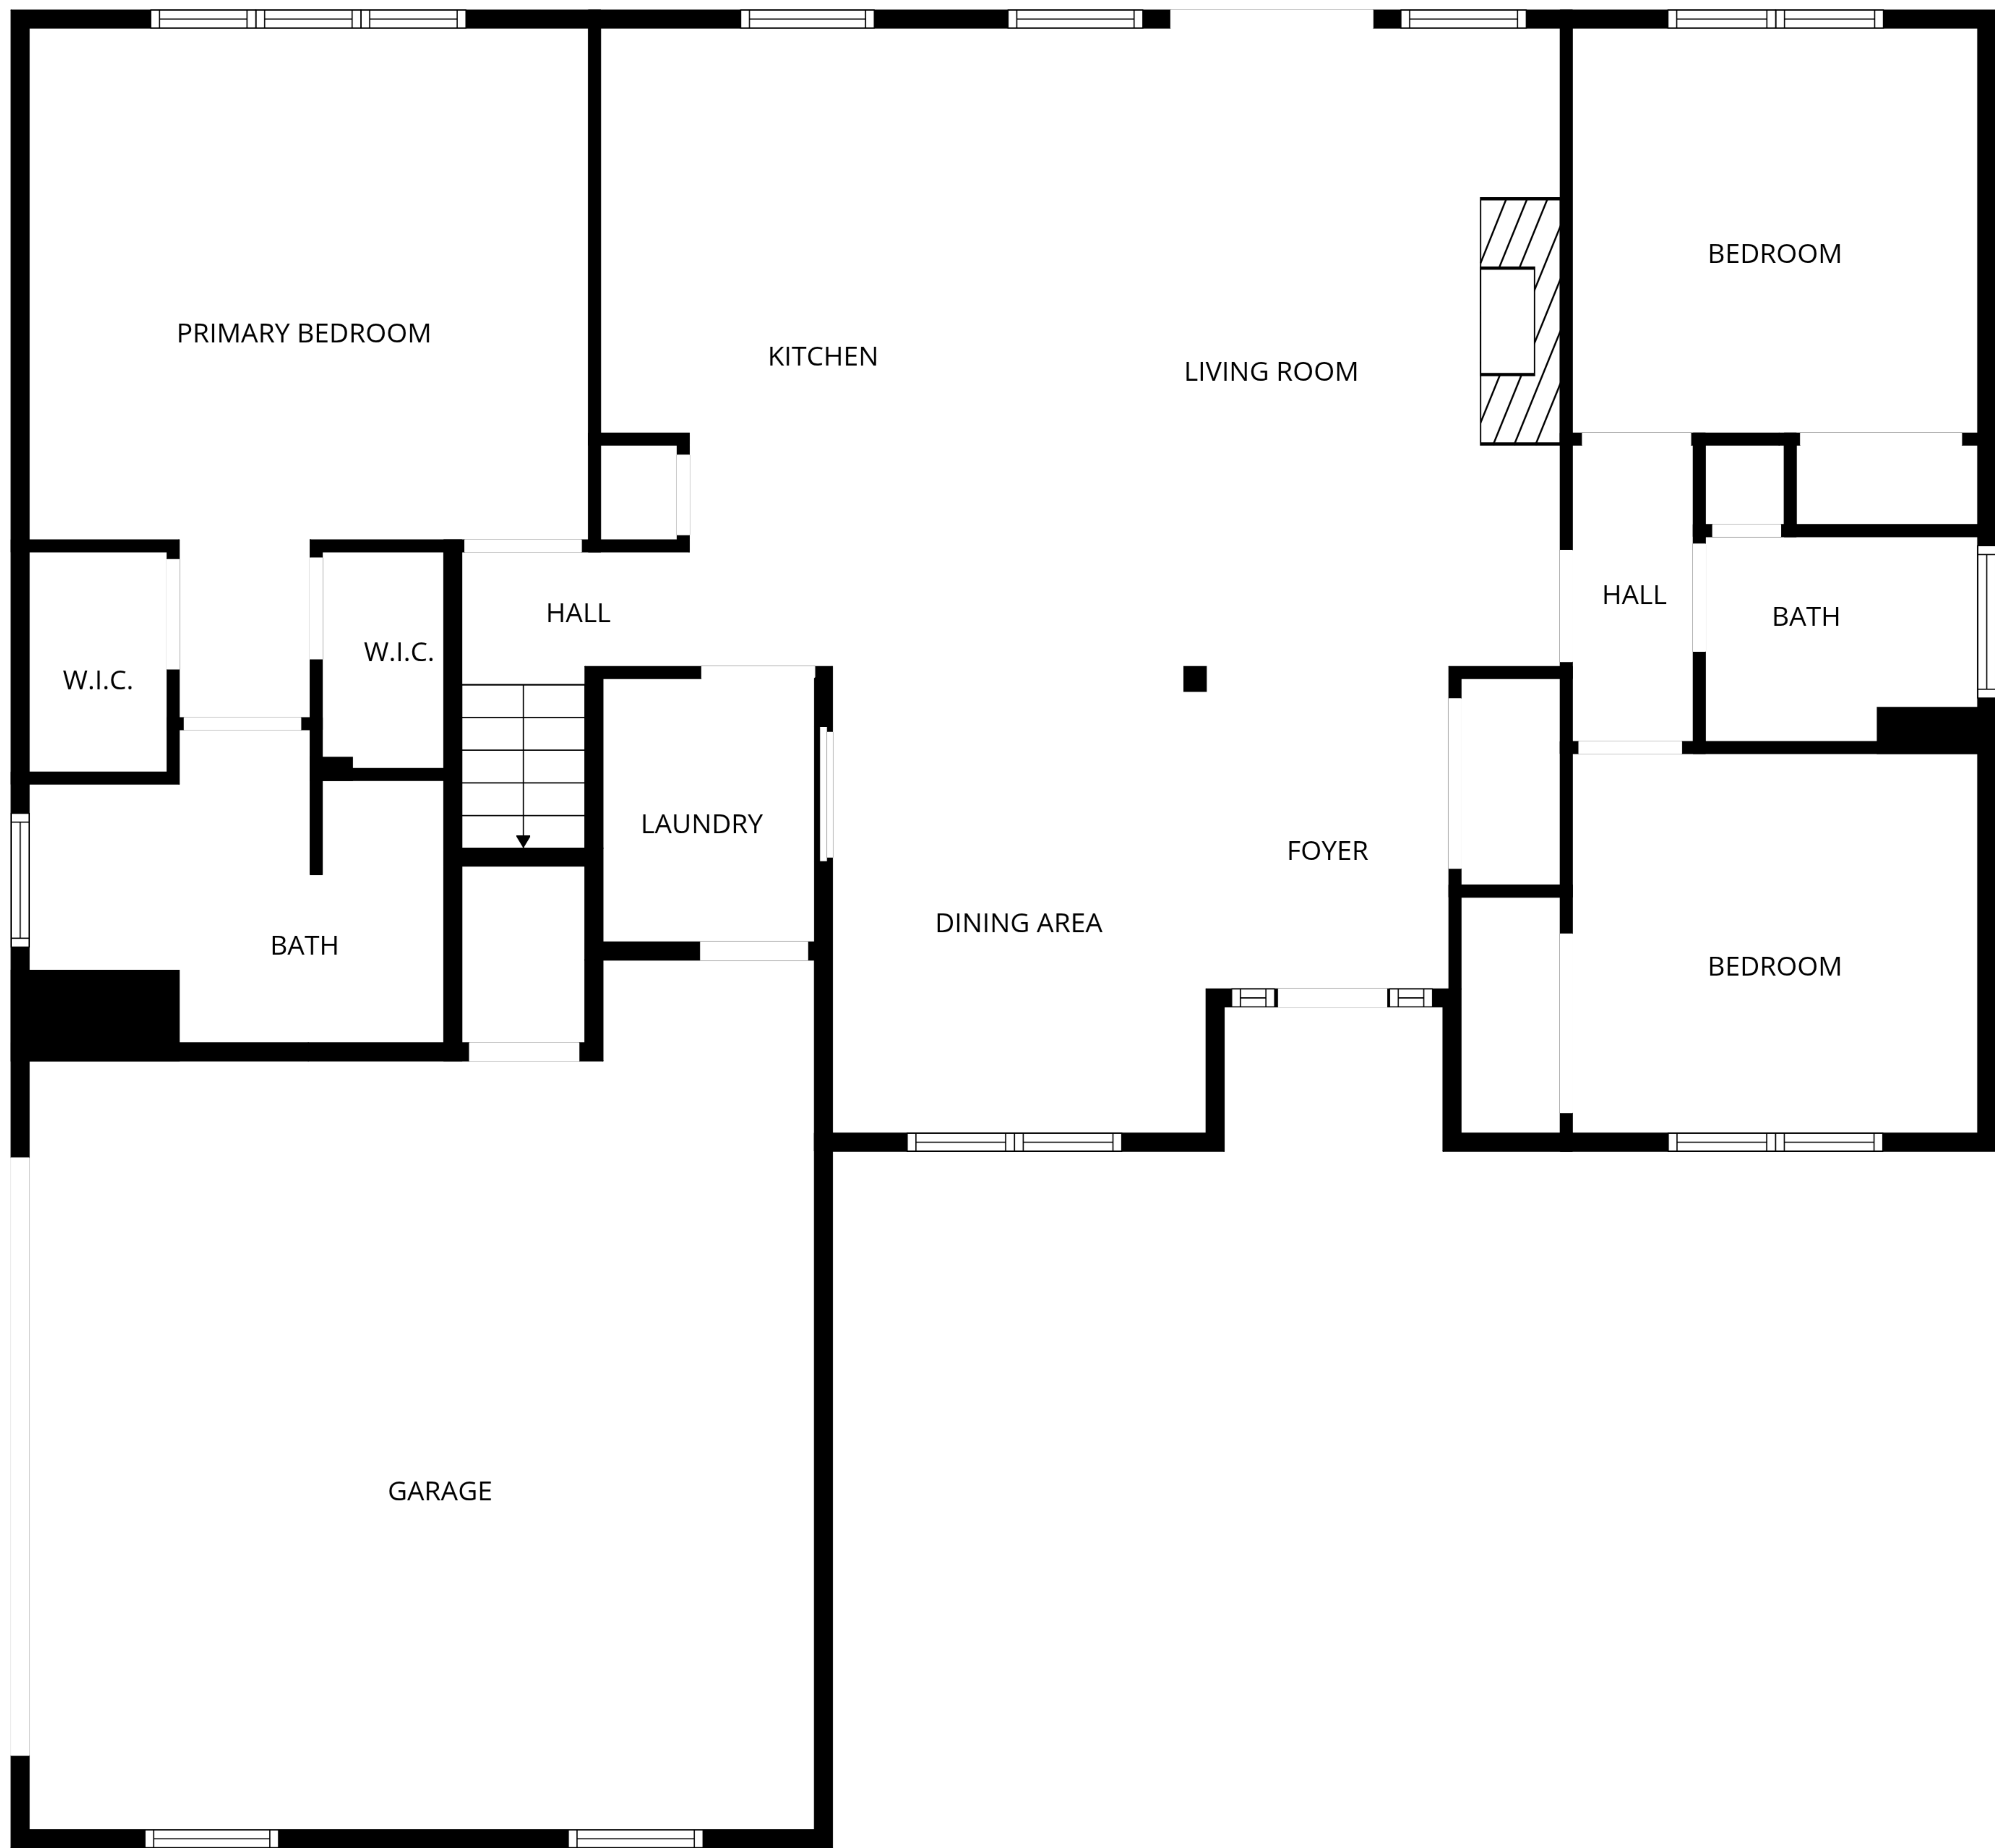 BEDROOM
PRIMARY BEDROOM
KITCHEN
LIVING ROOM
HALL
HALL
BATH
W.I.C.
W.I.C.
LAUNDRY
FOYER
DINING AREA
BATH
BEDROOM
GARAGE